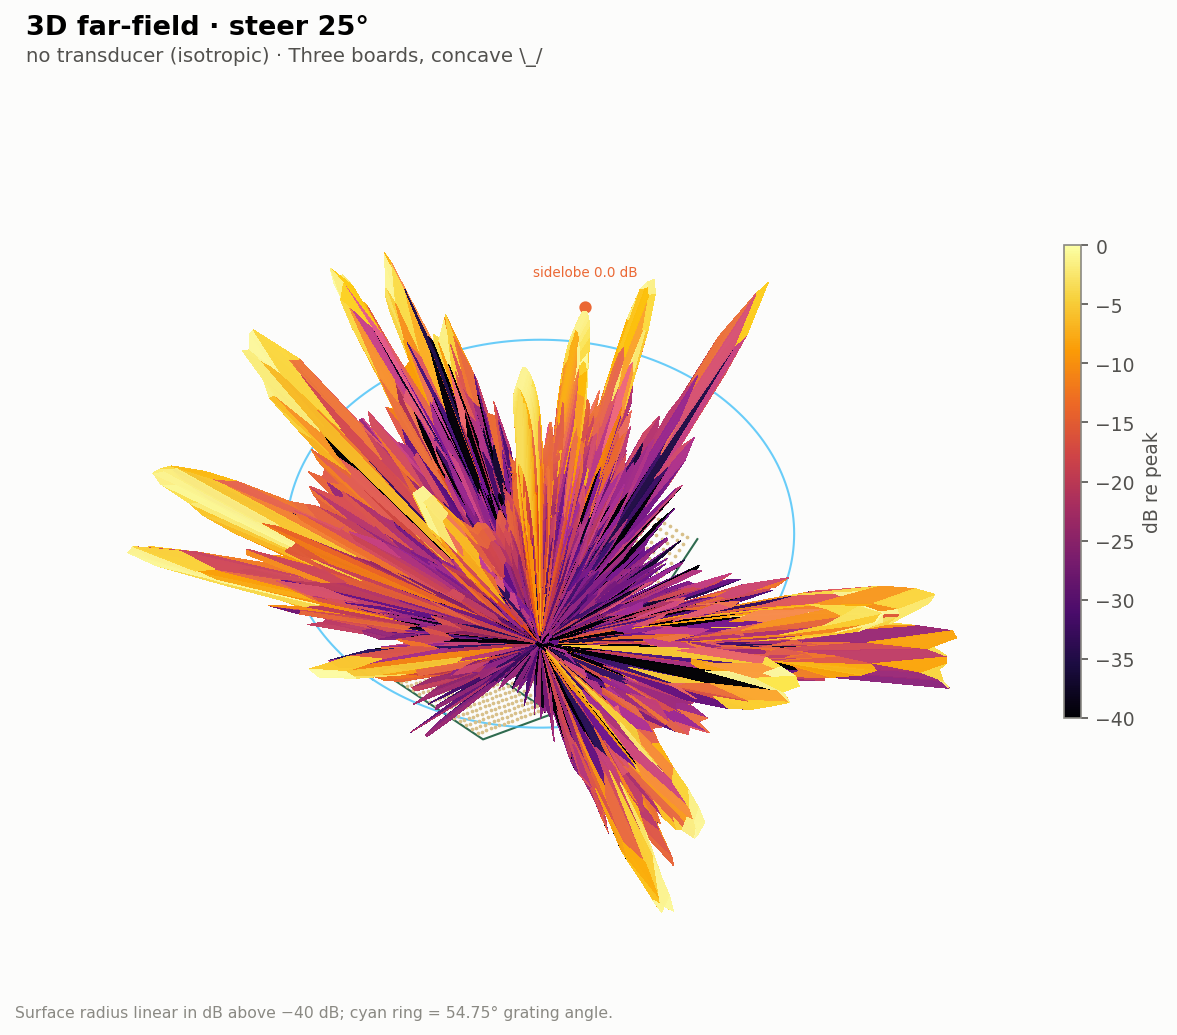 3D far-field · steer 25°
no transducer (isotropic) · Three boards, concave \_/
sidelobe 0.0 dB
0
−5
−10
−15
−20
−25
−30
−35
−40
dB re peak
Surface radius linear in dB above −40 dB; cyan ring = 54.75° grating angle.